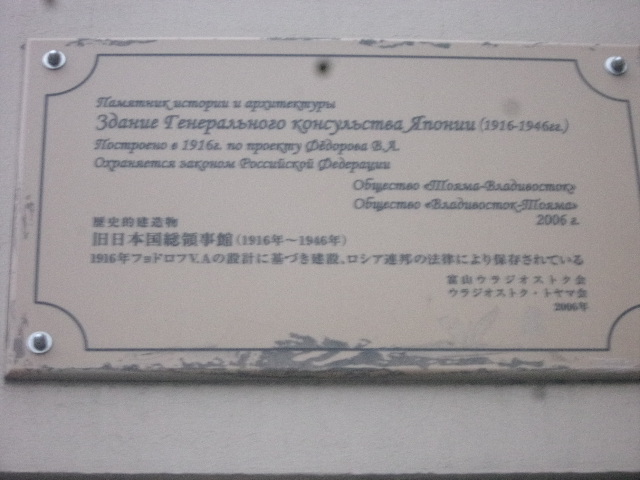 Памятник истории и архитектуры
Здание Генерального консульства Японии (1916-1946гг.)
Построено в 1916г. по проекту Фёдорова В.А.
Охраняется законом Российской Федерации
Общество «Тояма-Владивосток»
Общество «Владивосток-Тояма»
2006 г.
歴史的建造物
旧日本国総領事館(1916年～1946年)
1916年フョドロフV.Aの設計に基づき建設、ロシア連邦の法律により保存されている
富山ウラジオストク会
ウラジオストク・トヤマ会
2006年